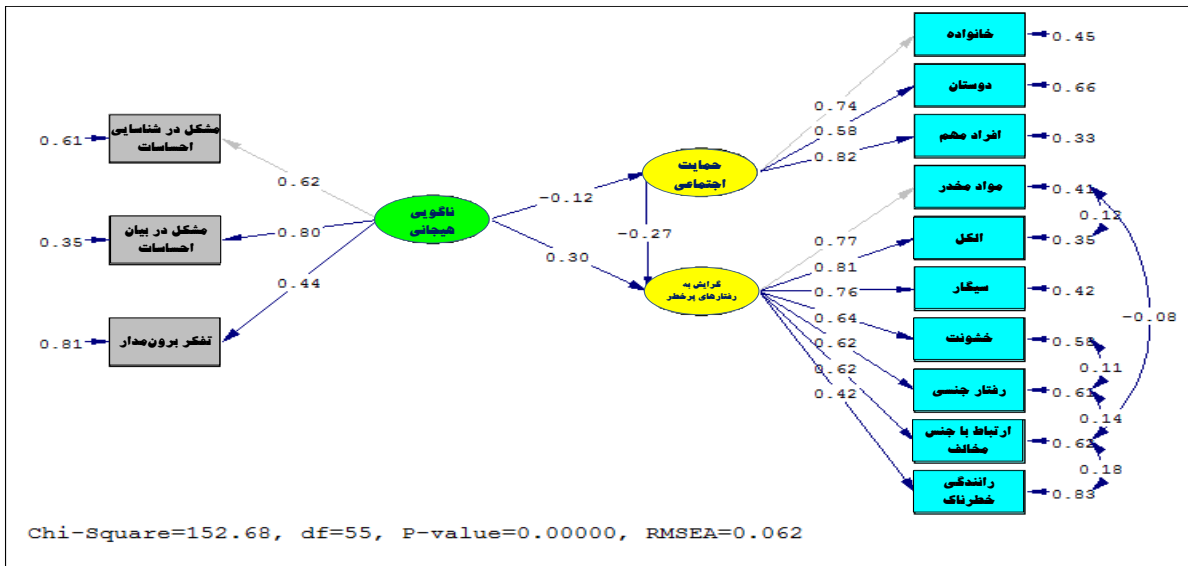 خانواده
0.45
دوستان
0.66
افراد مهم
0.33
مواد مخدر
0.41
الکل
0.35
سیگار
0.42
خشونت
0.58
رفتار جنسی
0.61
ارتباط با جنس
مخالف
0.62
رانندگی
خطرناک
0.83
0.12
-0.08
0.11
0.14
0.18
0.74
0.58
0.82
حمایت
اجتماعی
0.77
0.81
0.76
0.64
0.62
0.62
0.42
گرایش به
رفتارهای پرخطر
-0.12
-0.27
0.30
ناگویی
هیجانی
0.62
0.80
0.44
مشکل در شناسایی
احساسات
0.61
مشکل در بیان
احساسات
0.35
تفکر برون‌مدار
0.81
Chi-Square=152.68, df=55, P-value=0.00000, RMSEA=0.062